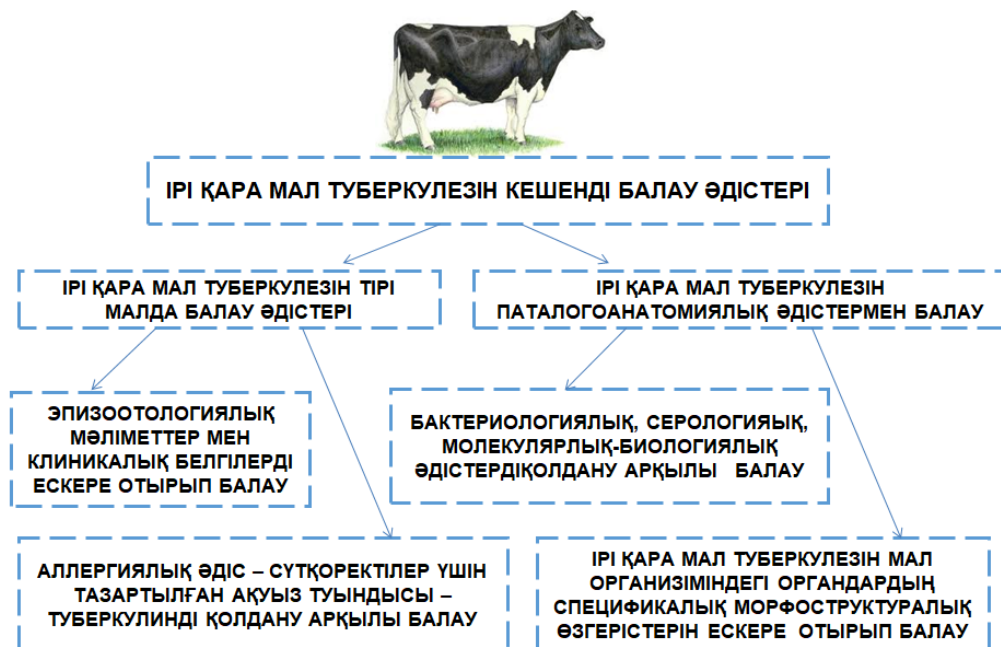 ІРІ ҚАРА МАЛ ТУБЕРКУЛЕЗІН КЕШЕНДІ БАЛАУ ӘДІСТЕРІ
ІРІ ҚАРА МАЛ ТУБЕРКУЛЕЗІН ТІРІ
МАЛДА БАЛАУ ӘДІСТЕРІ
ІРІ ҚАРА МАЛ ТУБЕРКУЛЕЗІН
ПАТАЛОГОАНАТОМИЯЛЫҚ ӘДІСТЕРМЕН БАЛАУ
ЭПИЗООТОЛОГИЯЛЫҚ
МӘЛІМЕТТЕР МЕН
КЛИНИКАЛЫҚ БЕЛГІЛЕРДІ
ЕСКЕРЕ ОТЫРЫП БАЛАУ
БАКТЕРИОЛОГИЯЛЫҚ, СЕРОЛОГИЯЫҚ,
МОЛЕКУЛЯРЛЫҚ-БИОЛОГИЯЛЫҚ
ӘДІСТЕРДІҚОЛДАНУ АРҚЫЛЫ БАЛАУ
АЛЛЕРГИЯЛЫҚ ӘДІС – СҮТҚОРЕКТІЛЕР ҮШІН
ТАЗАРТЫЛҒАН АҚУЫЗ ТУЫНДЫСЫ –
ТУБЕРКУЛИНДІ ҚОЛДАНУ АРҚЫЛЫ БАЛАУ
ІРІ ҚАРА МАЛ ТУБЕРКУЛЕЗІН МАЛ
ОРГАНИЗІМІНДЕГІ ОРГАНДАРДЫҢ
СПЕЦИФИКАЛЫҚ МОРФОСТРУКТУРАЛЫҚ
ӨЗГЕРІСТЕРІН ЕСКЕРЕ ОТЫРЫП БАЛАУ